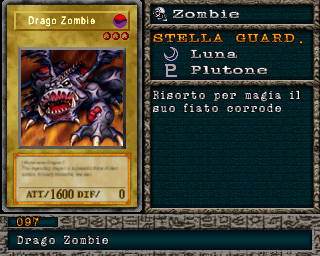 Drago Zombie
ATT/1600 DIF/ 0
Zombie
STELLA GUARD.
Luna
Plutone
Risorto per magia il
suo fiato corrode
097
Drago Zombie